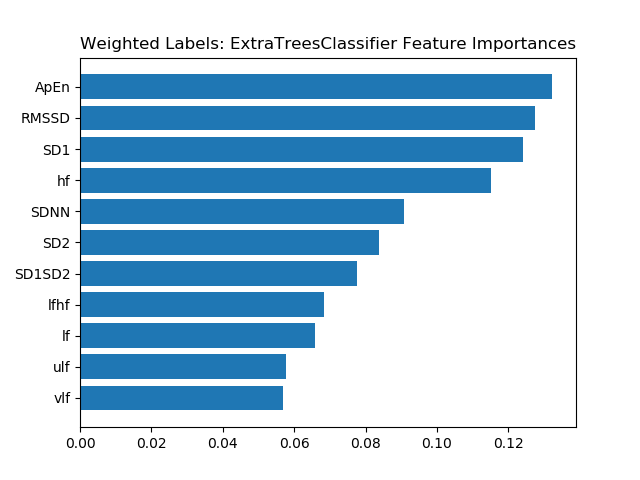 Weighted Labels: ExtraTreesClassifier Feature Importances
ApEn
RMSSD
SD1
hf
SDNN
SD2
SD1SD2
lfhf
lf
ulf
vlf
0.00 0.02 0.04 0.06 0.08 0.10 0.12